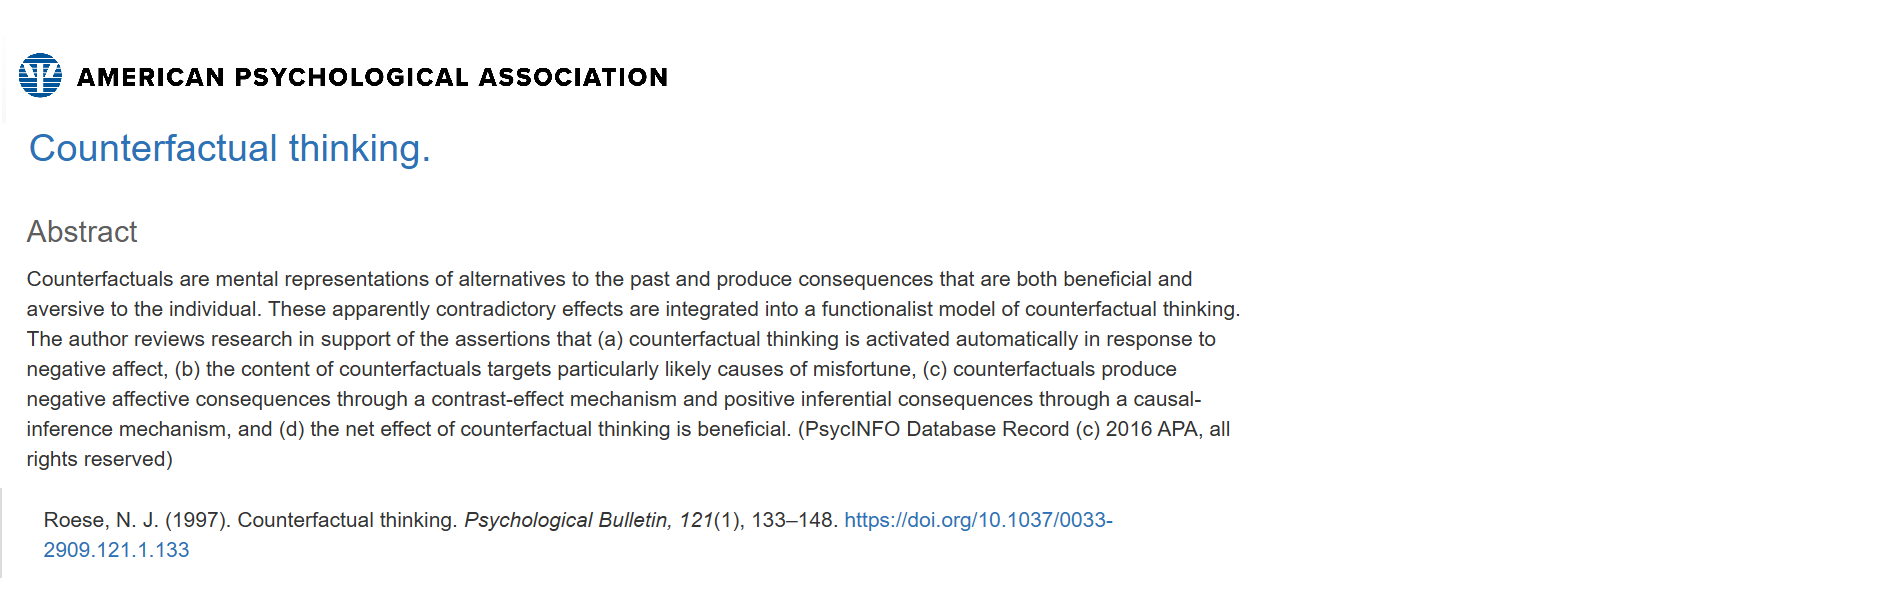 AMERICAN PSYCHOLOGICAL ASSOCIATION
Counterfactual thinking.
Abstract
Counterfactuals are mental representations of alternatives to the past and produce consequences that are both beneficial and
aversive to the individual. These apparently contradictory effects are integrated into a functionalist model of counterfactual thinking.
The author reviews research in support of the assertions that (a) counterfactual thinking is activated automatically in response to
negative affect, (b) the content of counterfactuals targets particularly likely causes of misfortune, (c) counterfactuals produce
negative affective consequences through a contrast-effect mechanism and positive inferential consequences through a causal-
inference mechanism, and (d) the net effect of counterfactual thinking is beneficial. (PsycINFO Database Record (c) 2016 APA, all
rights reserved)
Roese, N. J. (1997). Counterfactual thinking. Psychological Bulletin, 121(1), 133–148. https://doi.org/10.1037/0033-
2909.121.1.133